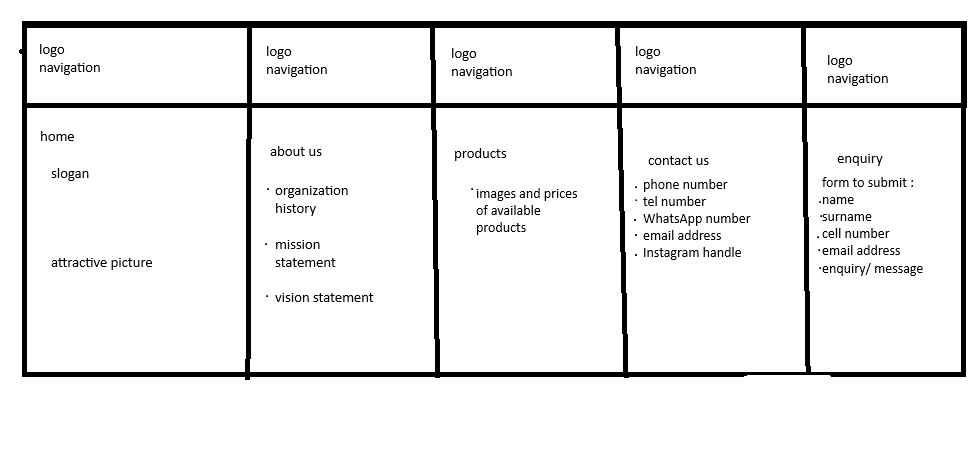 logo
navigation
logo
navigation
logo
navigation
logo
navigation
logo
navigation
home
slogan
attractive picture
about us
· organization
history
· mission
statement
· vision statement
products
· images and prices
of available
products
contact us
· phone number
· tel number
· WhatsApp number
· email address
· Instagram handle
enquiry
form to submit :
·name
·surname
·cell number
·email address
·enquiry/ message